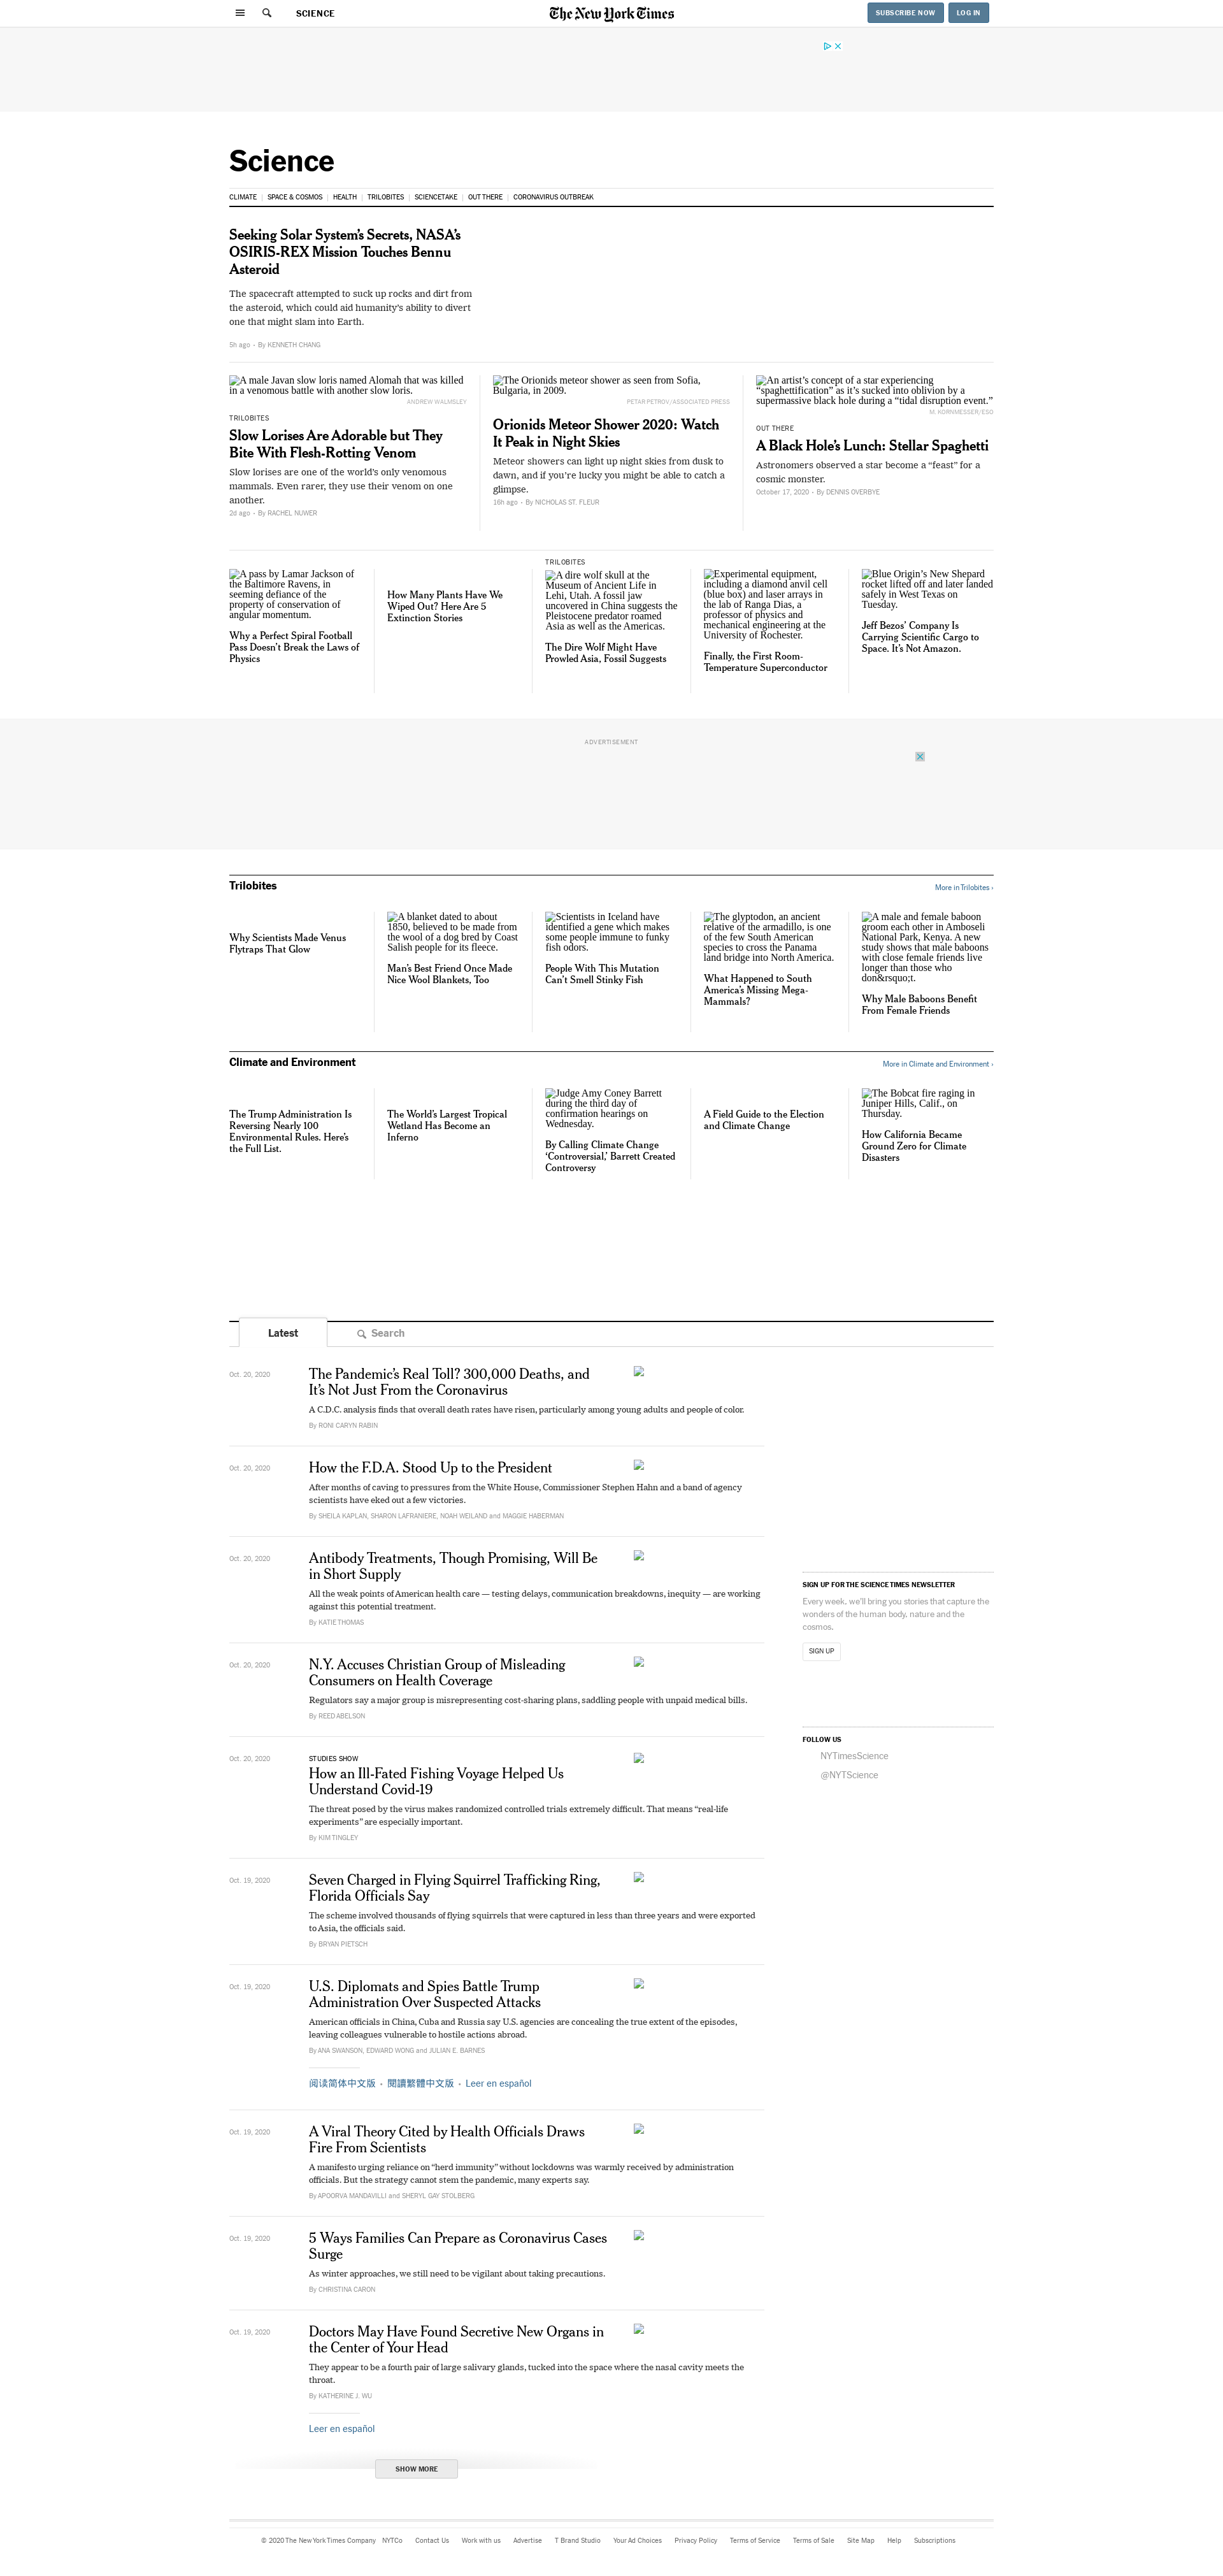 SCIENCE
The New York Times
SUBSCRIBE NOW
LOG IN
Science
CLIMATE | SPACE & COSMOS | HEALTH | TRILOBITES | SCIENCETAKE | OUT THERE | CORONAVIRUS OUTBREAK
Seeking Solar System’s Secrets, NASA’s
OSIRIS-REX Mission Touches Bennu
Asteroid
The spacecraft attempted to suck up rocks and dirt from
the asteroid, which could aid humanity’s ability to divert
one that might slam into Earth.
5h ago • By KENNETH CHANG
A male Javan slow loris named Alomah that was killed
in a venomous battle with another slow loris.
ANDREW WALMSLEY
TRILOBITES
Slow Lorises Are Adorable but They
Bite With Flesh-Rotting Venom
Slow lorises are one of the world’s only venomous
mammals. Even rarer, they use their venom on one
another.
2d ago • By RACHEL NUWER
The Orionids meteor shower as seen from Sofia,
Bulgaria, in 2009.
PETAR PETROV/ASSOCIATED PRESS
Orionids Meteor Shower 2020: Watch
It Peak in Night Skies
Meteor showers can light up night skies from dusk to
dawn, and if you’re lucky you might be able to catch a
glimpse.
16h ago • By NICHOLAS ST. FLEUR
An artist’s concept of a star experiencing
“spaghettification” as it’s sucked into oblivion by a
supermassive black hole during a “tidal disruption event.”
M. KORNMESSER/ESO
OUT THERE
A Black Hole’s Lunch: Stellar Spaghetti
Astronomers observed a star become a “feast” for a
cosmic monster.
October 17, 2020 • By DENNIS OVERBYE
A pass by Lamar Jackson of
the Baltimore Ravens, in
seeming defiance of the
property of conservation of
angular momentum.
Why a Perfect Spiral Football
Pass Doesn’t Break the Laws of
Physics
How Many Plants Have We
Wiped Out? Here Are 5
Extinction Stories
TRILOBITES
A dire wolf skull at the
Museum of Ancient Life in
Lehi, Utah. A fossil jaw
uncovered in China suggests the
Pleistocene predator roamed
Asia as well as the Americas.
The Dire Wolf Might Have
Prowled Asia, Fossil Suggests
Experimental equipment,
including a diamond anvil cell
(blue box) and laser arrays in
the lab of Ranga Dias, a
professor of physics and
mechanical engineering at the
University of Rochester.
Finally, the First Room-
Temperature Superconductor
Blue Origin’s New Shepard
rocket lifted off and later landed
safely in West Texas on
Tuesday.
Jeff Bezos’ Company Is
Carrying Scientific Cargo to
Space. It’s Not Amazon.
ADVERTISEMENT
Trilobites
More in Trilobites ›
Why Scientists Made Venus
Flytraps That Glow
A blanket dated to about
1850, believed to be made from
the wool of a dog bred by Coast
Salish people for its fleece.
Man’s Best Friend Once Made
Nice Wool Blankets, Too
Scientists in Iceland have
identified a gene which makes
some people immune to funky
fish odors.
People With This Mutation
Can’t Smell Stinky Fish
The glyptodon, an ancient
relative of the armadillo, is one
of the few South American
species to cross the Panama
land bridge into North America.
What Happened to South
America’s Missing Mega-
Mammals?
A male and female baboon
groom each other in Amboseli
National Park, Kenya. A new
study shows that male baboons
with close female friends live
longer than those who
don&rsquo;t.
Why Male Baboons Benefit
From Female Friends
Climate and Environment
More in Climate and Environment ›
The Trump Administration Is
Reversing Nearly 100
Environmental Rules. Here’s
the Full List.
The World’s Largest Tropical
Wetland Has Become an
Inferno
Judge Amy Coney Barrett
during the third day of
confirmation hearings on
Wednesday.
By Calling Climate Change
‘Controversial,’ Barrett Created
Controversy
A Field Guide to the Election
and Climate Change
The Bobcat fire raging in
Juniper Hills, Calif., on
Thursday.
How California Became
Ground Zero for Climate
Disasters
Latest
Search
Oct. 20, 2020
The Pandemic’s Real Toll? 300,000 Deaths, and
It’s Not Just From the Coronavirus
A C.D.C. analysis finds that overall death rates have risen, particularly among young adults and people of color.
By RONI CARYN RABIN
Oct. 20, 2020
How the F.D.A. Stood Up to the President
After months of caving to pressures from the White House, Commissioner Stephen Hahn and a band of agency
scientists have eked out a few victories.
By SHEILA KAPLAN, SHARON LAFRANIERE, NOAH WEILAND and MAGGIE HABERMAN
Oct. 20, 2020
Antibody Treatments, Though Promising, Will Be
in Short Supply
All the weak points of American health care — testing delays, communication breakdowns, inequity — are working
against this potential treatment.
By KATIE THOMAS
Oct. 20, 2020
N.Y. Accuses Christian Group of Misleading
Consumers on Health Coverage
Regulators say a major group is misrepresenting cost-sharing plans, saddling people with unpaid medical bills.
By REED ABELSON
Oct. 20, 2020
STUDIES SHOW
How an Ill-Fated Fishing Voyage Helped Us
Understand Covid-19
The threat posed by the virus makes randomized controlled trials extremely difficult. That means “real-life
experiments” are especially important.
By KIM TINGLEY
Oct. 19, 2020
Seven Charged in Flying Squirrel Trafficking Ring,
Florida Officials Say
The scheme involved thousands of flying squirrels that were captured in less than three years and were exported
to Asia, the officials said.
By BRYAN PIETSCH
Oct. 19, 2020
U.S. Diplomats and Spies Battle Trump
Administration Over Suspected Attacks
American officials in China, Cuba and Russia say U.S. agencies are concealing the true extent of the episodes,
leaving colleagues vulnerable to hostile actions abroad.
By ANA SWANSON, EDWARD WONG and JULIAN E. BARNES
阅读简体中文版 • 閱讀繁體中文版 • Leer en español
Oct. 19, 2020
A Viral Theory Cited by Health Officials Draws
Fire From Scientists
A manifesto urging reliance on “herd immunity” without lockdowns was warmly received by administration
officials. But the strategy cannot stem the pandemic, many experts say.
By APOORVA MANDAVILLI and SHERYL GAY STOLBERG
Oct. 19, 2020
5 Ways Families Can Prepare as Coronavirus Cases
Surge
As winter approaches, we still need to be vigilant about taking precautions.
By CHRISTINA CARON
Oct. 19, 2020
Doctors May Have Found Secretive New Organs in
the Center of Your Head
They appear to be a fourth pair of large salivary glands, tucked into the space where the nasal cavity meets the
throat.
By KATHERINE J. WU
Leer en español
SHOW MORE
SIGN UP FOR THE SCIENCE TIMES NEWSLETTER
Every week, we'll bring you stories that capture the
wonders of the human body, nature and the
cosmos.
SIGN UP
FOLLOW US
NYTimesScience
@NYTScience
© 2020 The New York Times Company NYTCo Contact Us Work with us Advertise T Brand Studio Your Ad Choices Privacy Policy Terms of Service Terms of Sale Site Map Help Subscriptions